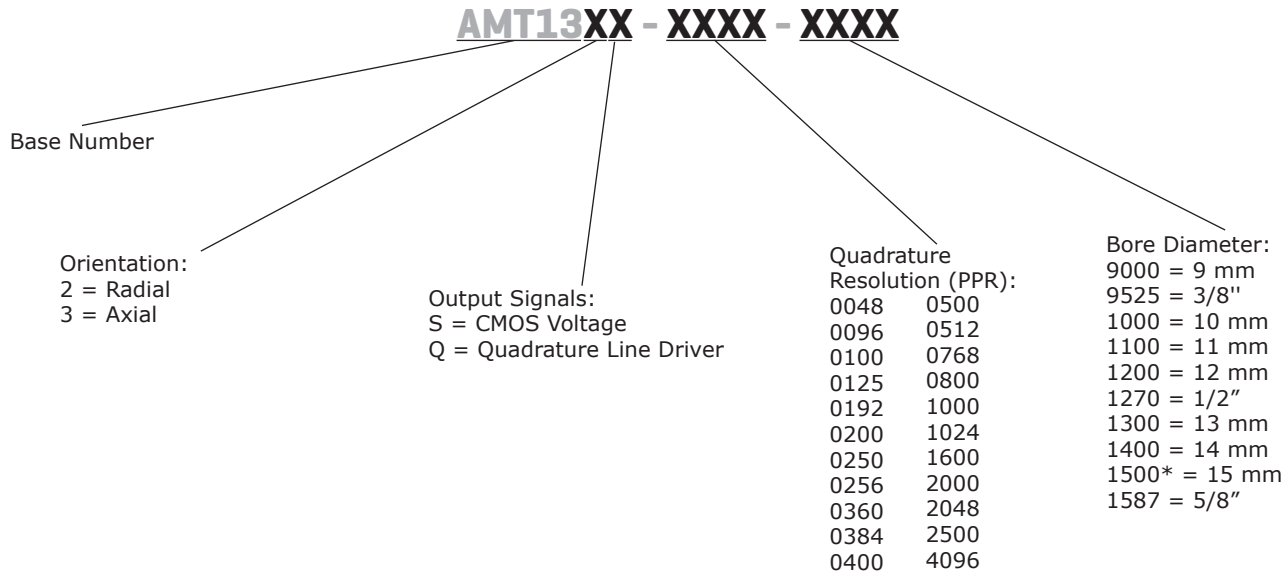 AMT13XX - XXXX - XXXX
Base Number
Orientation:
2 = Radial
3 = Axial
Output Signals:
S = CMOS Voltage
Q = Quadrature Line Driver
Quadrature
Resolution (PPR):
0048 0500
0096 0512
0100 0768
0125 0800
0192 1000
0200 1024
0250 1600
0256 2000
0360 2048
0384 2500
0400 4096
Bore Diameter:
9000 = 9 mm
9525 = 3/8''
1000 = 10 mm
1100 = 11 mm
1200 = 12 mm
1270 = 1/2”
1300 = 13 mm
1400 = 14 mm
1500* = 15 mm
1587 = 5/8”